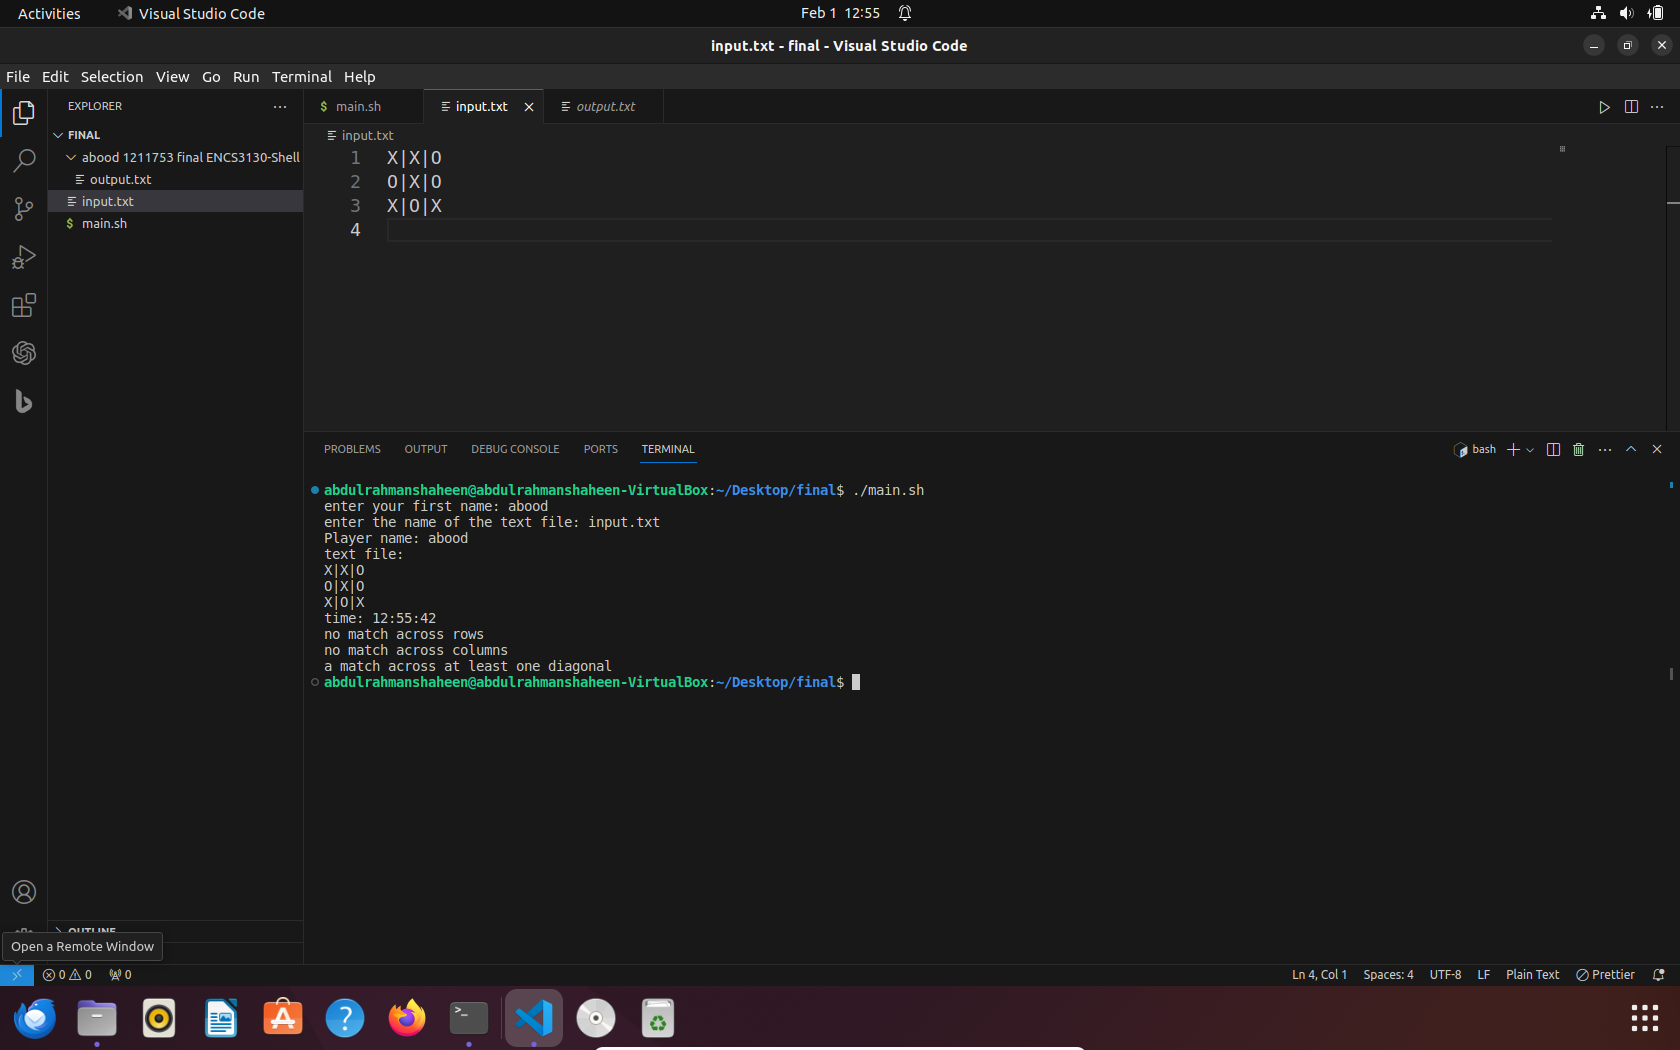 Activities Visual Studio Code Feb 1 12:55
input.txt - final - Visual Studio Code
File Edit Selection View Go Run Terminal Help
EXPLORER
FINAL
abood 1211753 final ENCS3130-Shell
output.txt
input.txt
main.sh
OUTLINE
Open a Remote Window
$ main.sh input.txt output.txt
input.txt
1 X|X|O
2 O|X|O
3 X|O|X
4
PROBLEMS OUTPUT DEBUG CONSOLE PORTS TERMINAL bash
abdulrahmanshaheen@abdulrahmanshaheen-VirtualBox:~/Desktop/final$ ./main.sh
enter your first name: abood
enter the name of the text file: input.txt
Player name: abood
text file:
X|X|O
O|X|O
X|O|X
time: 12:55:42
no match across rows
no match across columns
a match across at least one diagonal
abdulrahmanshaheen@abdulrahmanshaheen-VirtualBox:~/Desktop/final$
0 0 0 Ln 4, Col 1 Spaces: 4 UTF-8 LF Plain Text Prettier